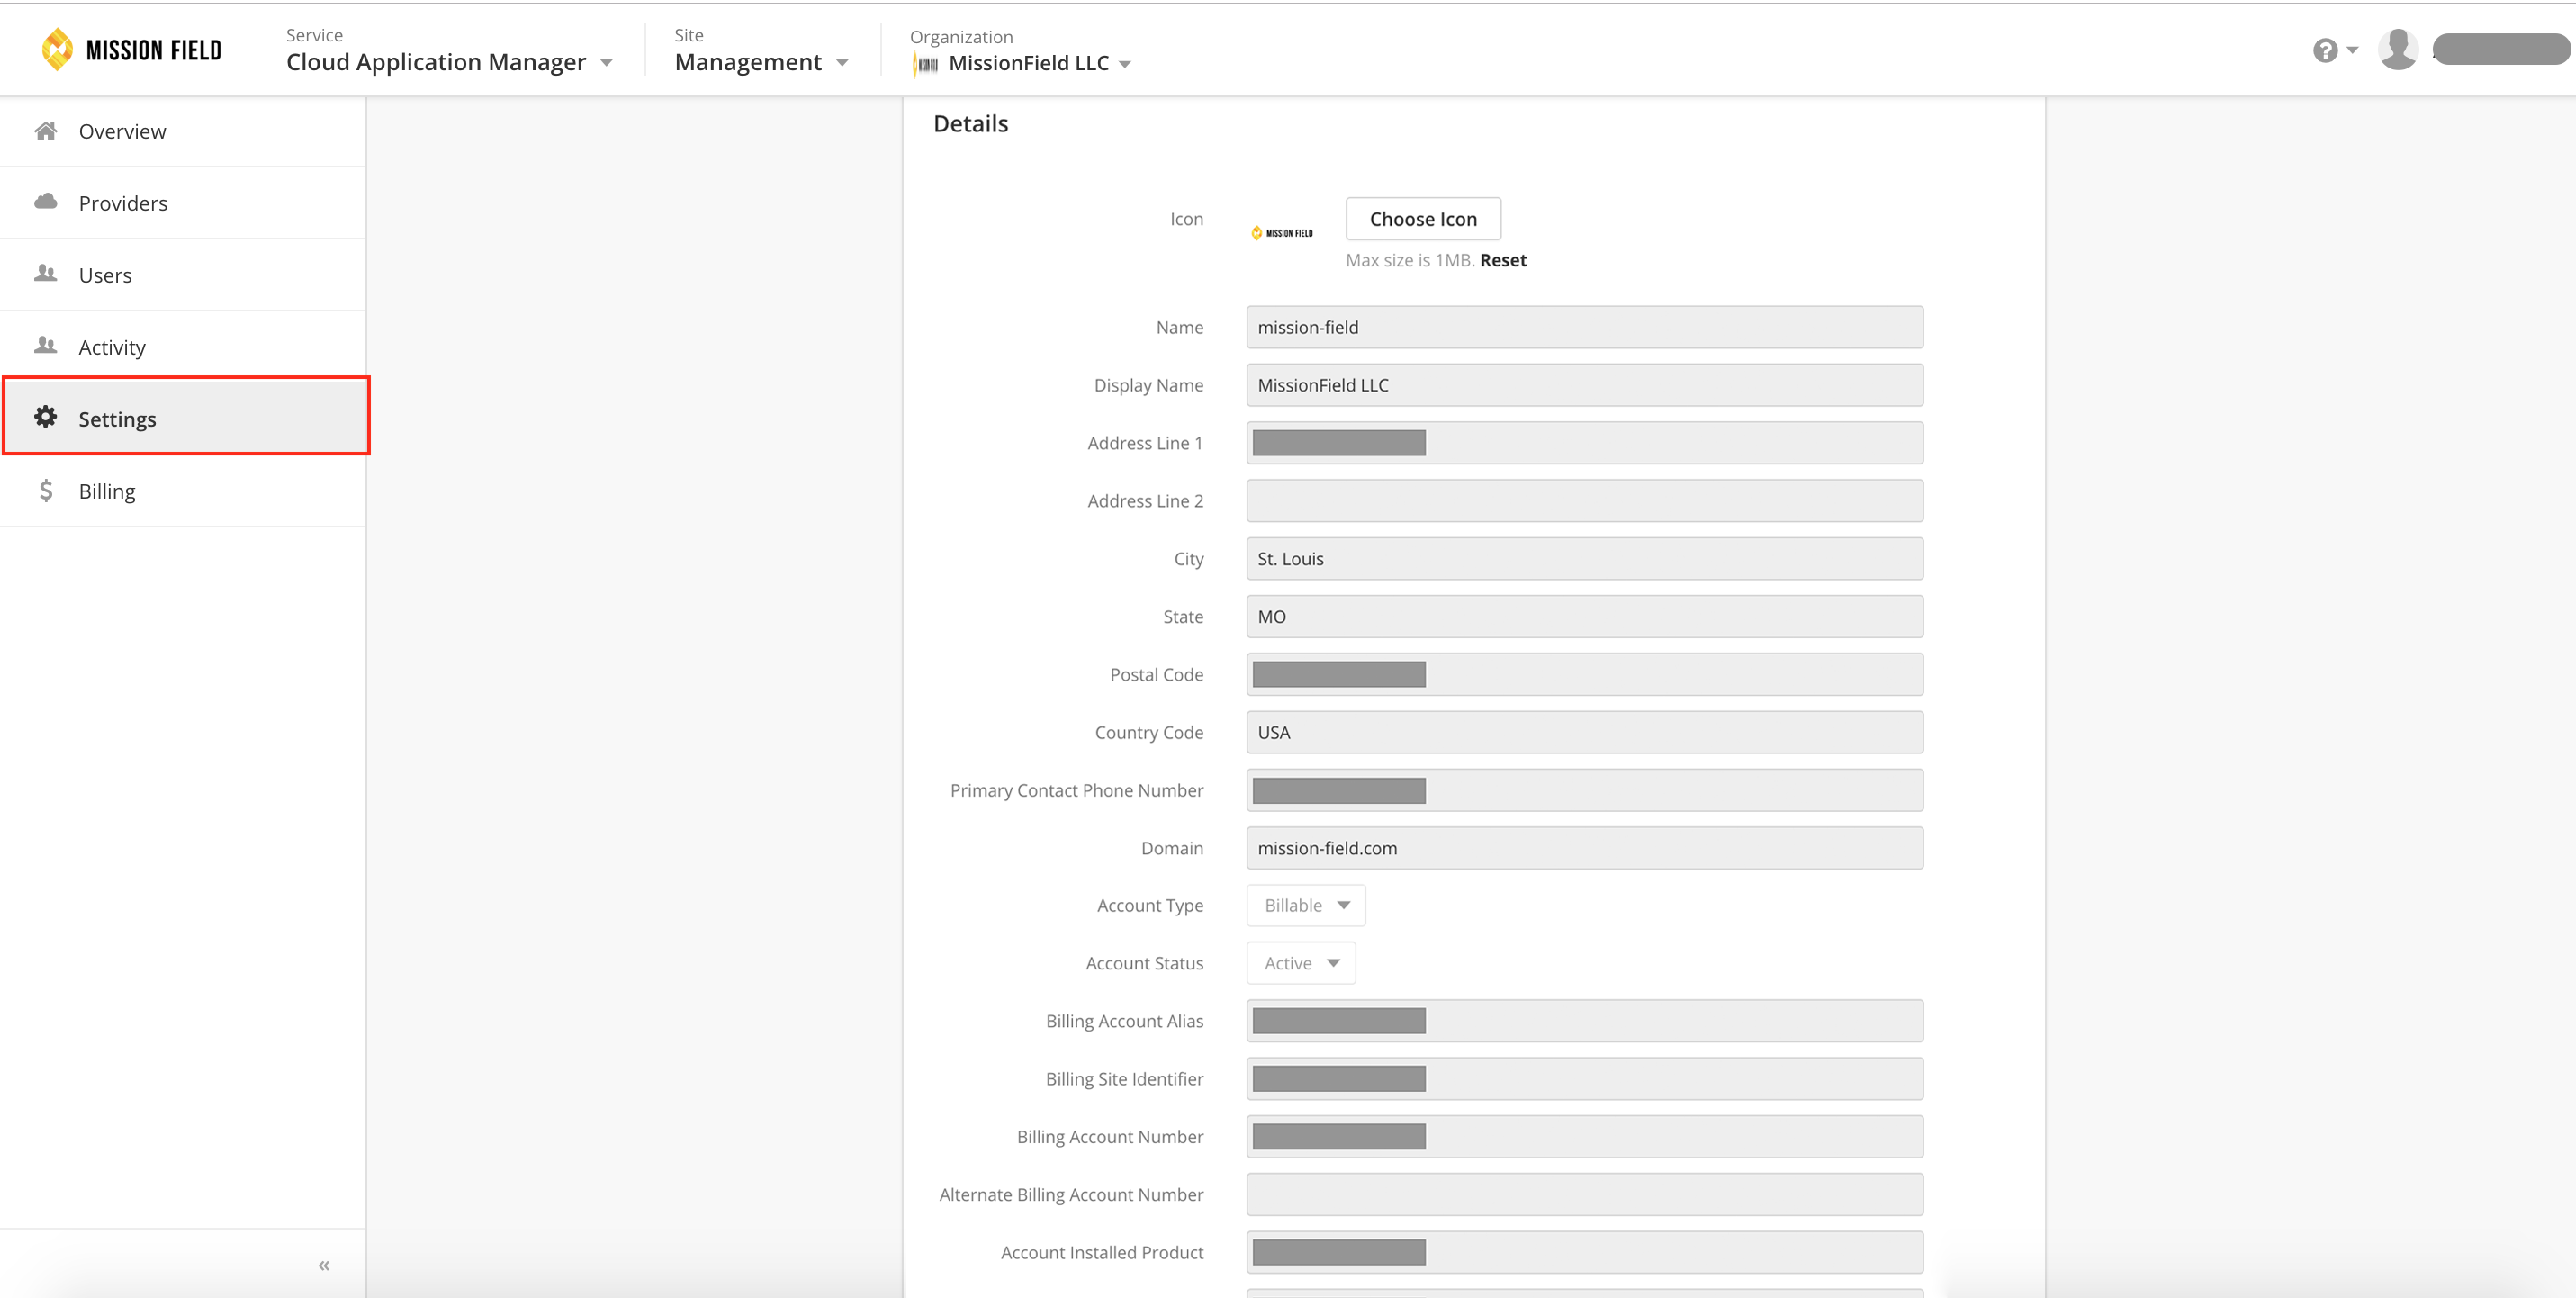 MISSION FIELD
Service
Cloud Application Manager
Site
Management
Organization
MissionField LLC
Overview
Providers
Users
Activity
Settings
Billing
Details
Icon
MISSION FIELD
Choose Icon
Max size is 1MB. Reset
Name mission-field
Display Name MissionField LLC
Address Line 1
Address Line 2
City St. Louis
State MO
Postal Code
Country Code USA
Primary Contact Phone Number
Domain mission-field.com
Account Type Billable
Account Status Active
Billing Account Alias
Billing Site Identifier
Billing Account Number
Alternate Billing Account Number
Account Installed Product
«